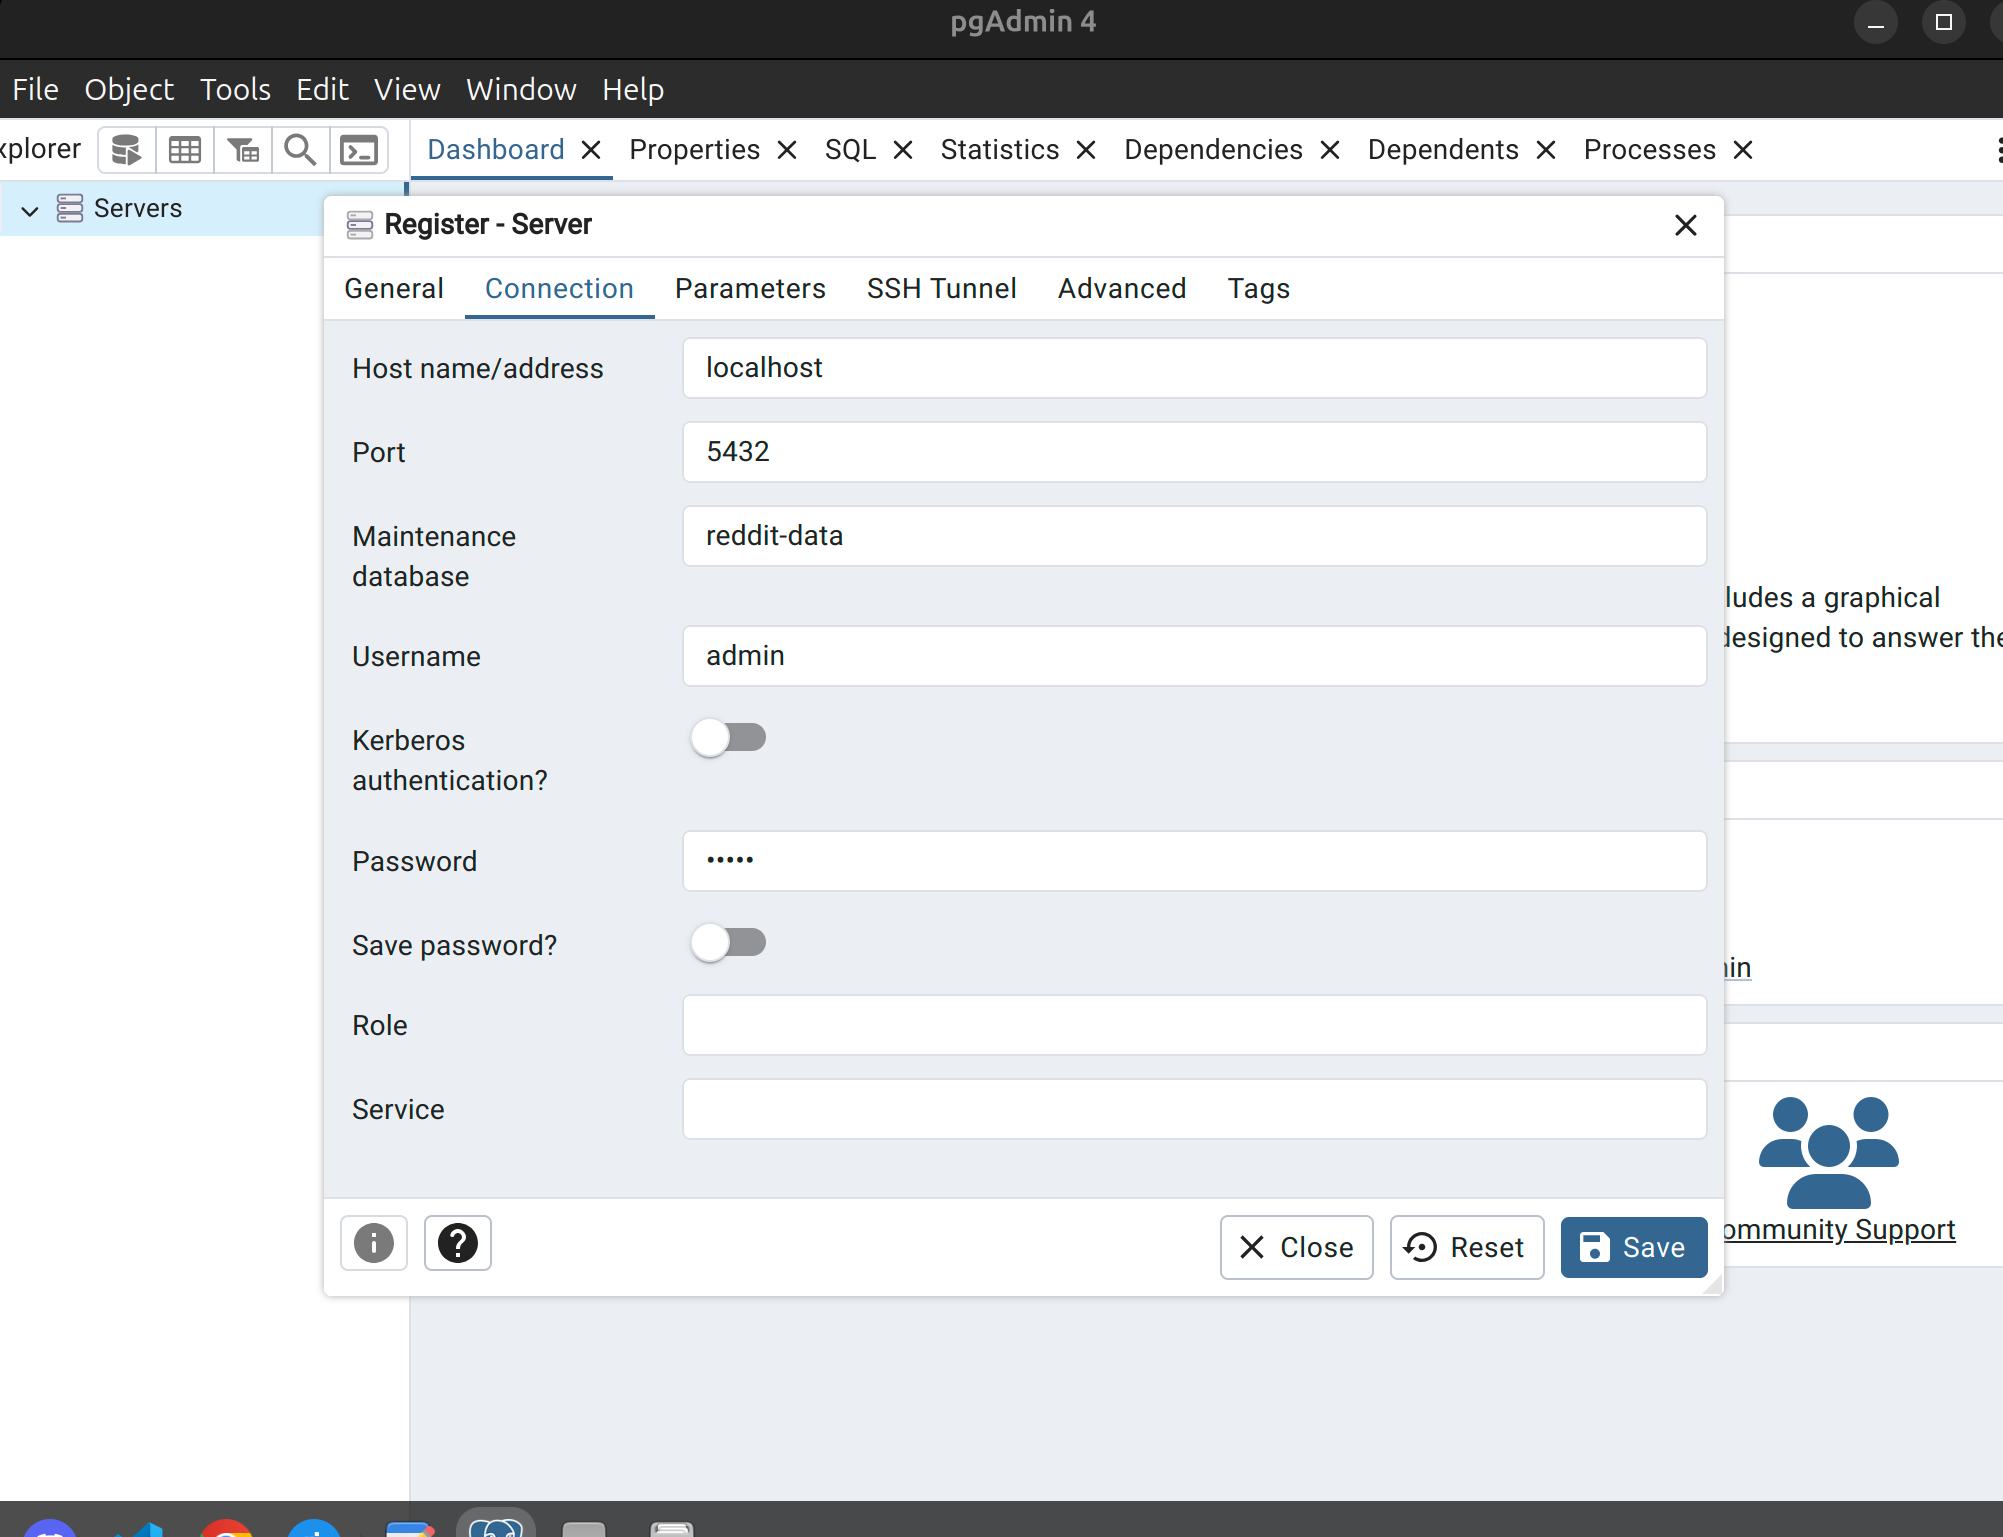 pgAdmin 4
File Object Tools Edit View Window Help
xplorer
Dashboard Properties SQL Statistics Dependencies Dependents Processes
Servers
Register - Server
General Connection Parameters SSH Tunnel Advanced Tags
Host name/address localhost
Port 5432
Maintenance
database
reddit-data
Username admin
Kerberos
authentication?
Password •••••
Save password?
Role
Service
ludes a graphical
designed to answer the
in
ommunity Support
Close Reset Save